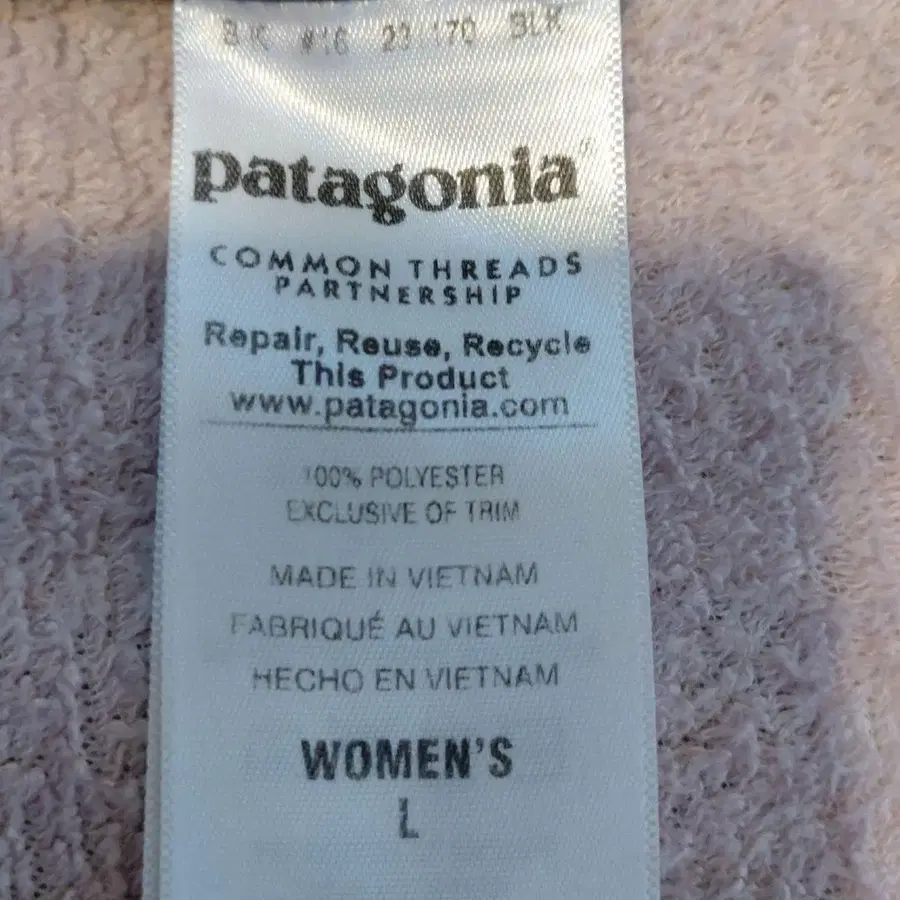 BLK
patagonia®
COMMON THREADS
PARTNERSHIP
Repair, Reuse, Recycle
This Product
www.patagonia.com
100% POLYESTER
EXCLUSIVE OF TRIM
MADE IN VIETNAM
FABRIQUÉ AU VIETNAM
HECHO EN VIETNAM
WOMEN'S
L